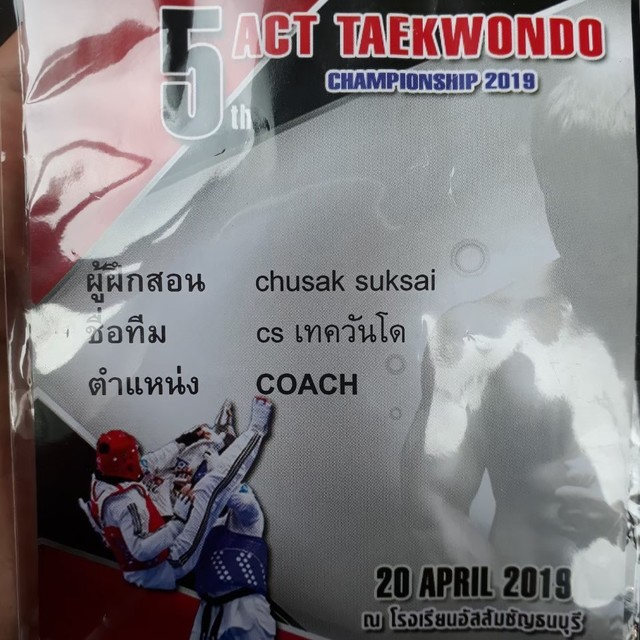 5th ACT TAEKWONDO
CHAMPIONSHIP 2019
ผู้ฝึกสอน chusak suksai
ชื่อทีม cs เทควันโด
ตำแหน่ง COACH
20 APRIL 2019
ณ โรงเรียนอัสสัมชัญธนบุรี